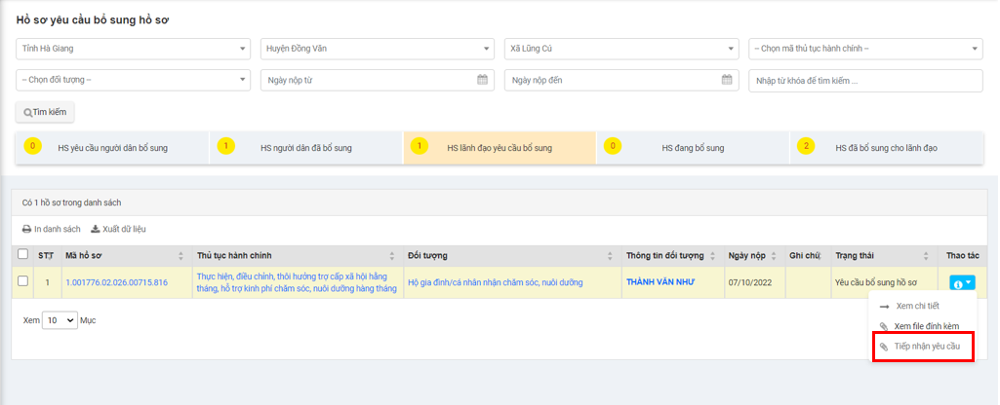 Hồ sơ yêu cầu bổ sung hồ sơ
Tỉnh Hà Giang
Huyện Đồng Văn
Xã Lũng Cú
-- Chọn mã thủ tục hành chính --
-- Chọn đối tượng --
Ngày nộp từ
Ngày nộp đến
Nhập từ khóa để tìm kiếm ...
Tìm kiếm
0 HS yêu cầu người dân bổ sung
1 HS người dân đã bổ sung
1 HS lãnh đạo yêu cầu bổ sung
0 HS đang bổ sung
2 HS đã bổ sung cho lãnh đạo
Có 1 hồ sơ trong danh sách
In danh sách Xuất dữ liệu
STT Mã hồ sơ Thủ tục hành chính Đối tượng Thông tin đối tượng Ngày nộp Ghi chú Trạng thái Thao tác
1 1.001776.02.026.00715.816
Thực hiện, điều chỉnh, thôi hưởng trợ cấp xã hội hằng
tháng, hỗ trợ kinh phí chăm sóc, nuôi dưỡng hàng tháng
Hộ gia đình/cá nhân nhận chăm sóc, nuôi dưỡng
THÀNH VĂN NHƯ
07/10/2022
Yêu cầu bổ sung hồ sơ
Xem chi tiết
Xem file đính kèm
Tiếp nhận yêu cầu
Xem 10 Mục